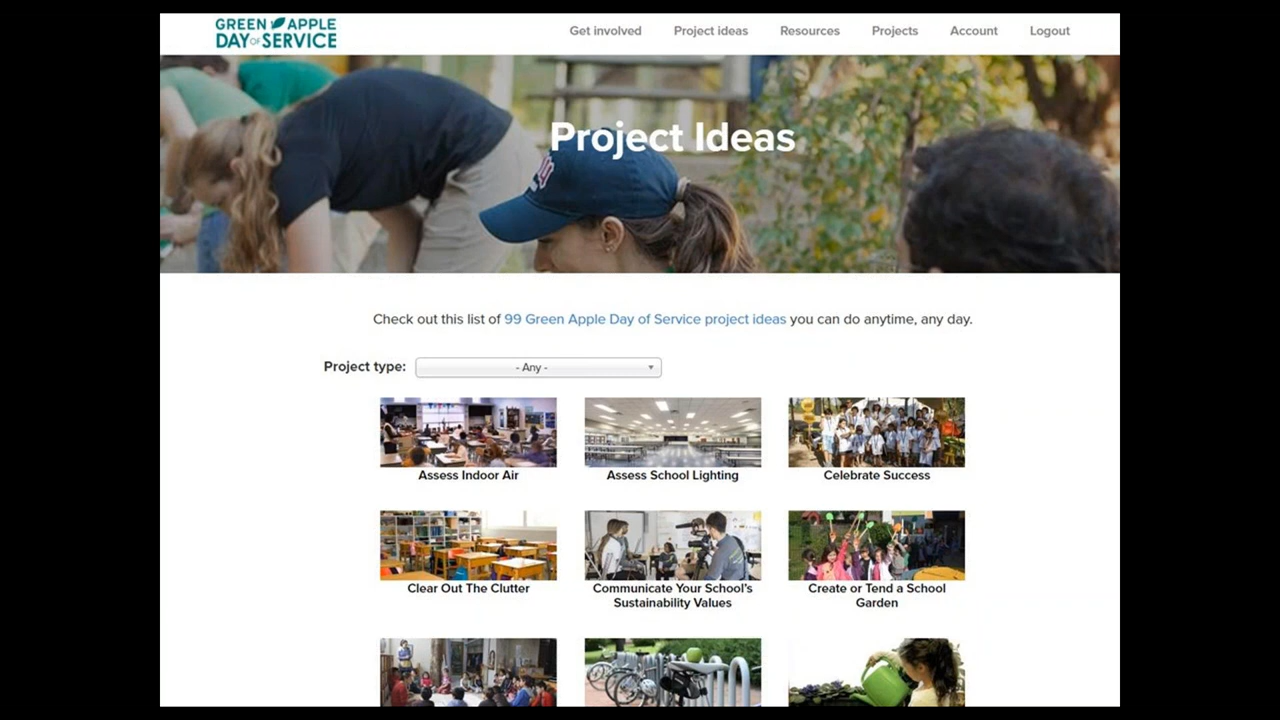 GREEN APPLE
DAY OF SERVICE
Get involved Project ideas Resources Projects Account Logout
Project Ideas
Check out this list of 99 Green Apple Day of Service project ideas you can do anytime, any day.
Project type: - Any -
Assess Indoor Air Assess School Lighting Celebrate Success
Clear Out The Clutter Communicate Your School's Create or Tend a School
Sustainability Values Garden